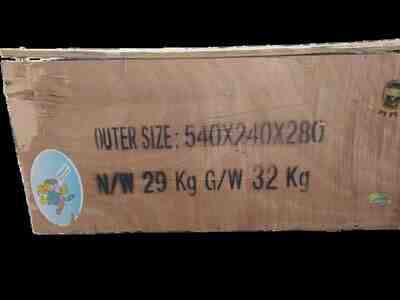 OUTER SIZE: 540X240X280
N/W 29 Kg G/W 32 Kg